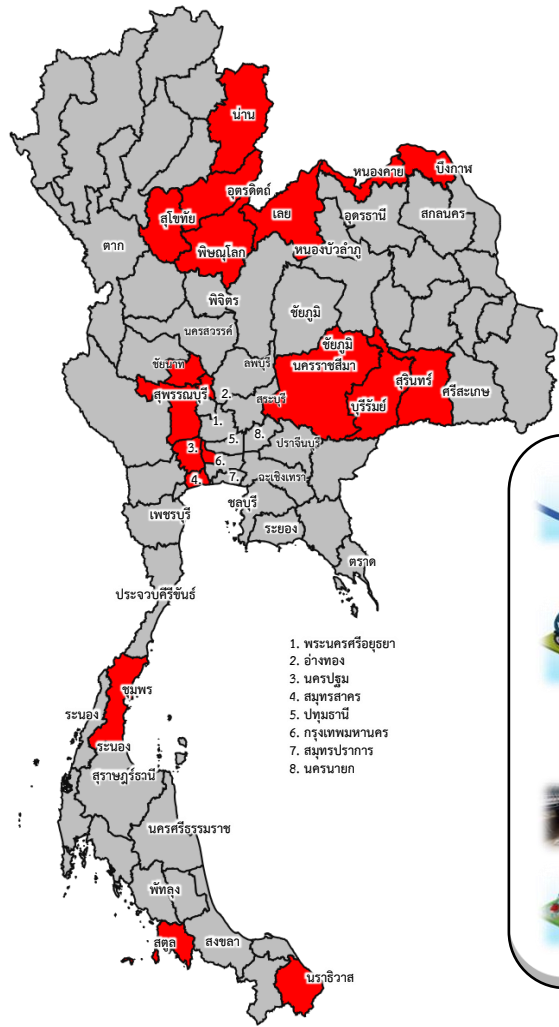 น่าน
อุตรดิตถ์
หนองคาย
บึงกาฬ
สุโขทัย
เลย
อุดรธานี
สกลนคร
ตาก
พิษณุโลก
หนองบัวลำภู
พิจิตร
ชัยภูมิ
นครสวรรค์
ชัยภูมิ
ชัยนาท
ลพบุรี
นครราชสีมา
สุรินทร์
สุพรรณบุรี
2.
สระบุรี
บุรีรัมย์
ศรีสะเกษ
1.
5.
8.
ปราจีนบุรี
3.
6.
4.
7.
ฉะเชิงเทรา
เพชรบุรี
ชลบุรี
ระยอง
ตราด
ประจวบคีรีขันธ์
1. พระนครศรีอยุธยา
2. อ่างทอง
3. นครปฐม
4. สมุทรสาคร
5. ปทุมธานี
6. กรุงเทพมหานคร
7. สมุทรปราการ
8. นครนายก
ชุมพร
ระนอง
ระนอง
สุราษฎร์ธานี
นครศรีธรรมราช
พัทลุง
สตูล
สงขลา
นราธิวาส